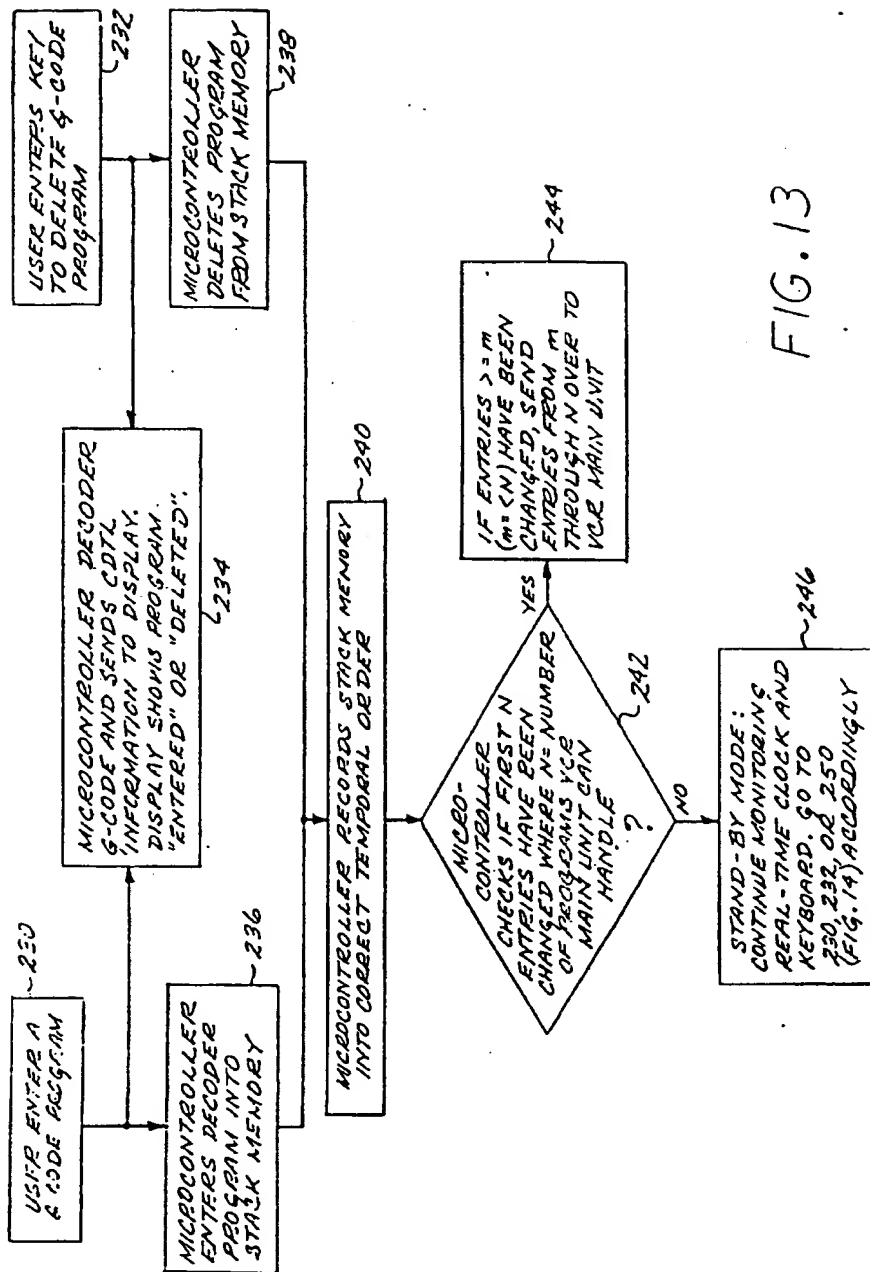 USER ENTER A
G-CODE PROGRAM
230
USER ENTERS KEY
TO DELETE G-CODE
PROGRAM
232
MICROCONTROLLER DECODER
G-CODE AND SENDS CDTL
INFORMATION TO DISPLAY.
DISPLAY SHOWS PROGRAM
"ENTERED" OR "DELETED".
234
MICROCONTROLLER
ENTERS DECODER
PROGRAM INTO
STACK MEMORY
236
MICROCONTROLLER
DELETES PROGRAM
FROM STACK MEMORY
238
MICROCONTROLLER RECORDS STACK MEMORY
INTO CORRECT TEMPORAL ORDER
240
MICRO-
CONTROLLER
CHECKS IF FIRST N
ENTRIES HAVE BEEN
CHANGED WHERE N= NUMBER
OF PROGRAMS VCR
MAIN UNIT CAN
HANDLE
?
242
YES
IF ENTRIES >= m
(m=<N) HAVE BEEN
CHANGED, SEND
ENTRIES FROM m
THROUGH N OVER TO
VCR MAIN UNIT
244
NO
STAND-BY MODE:
CONTINUE MONITORING
REAL-TIME CLOCK AND
KEYBOARD. GO TO
230, 232, OR 250
(FIG. 14) ACCORDINGLY
246
FIG. 13